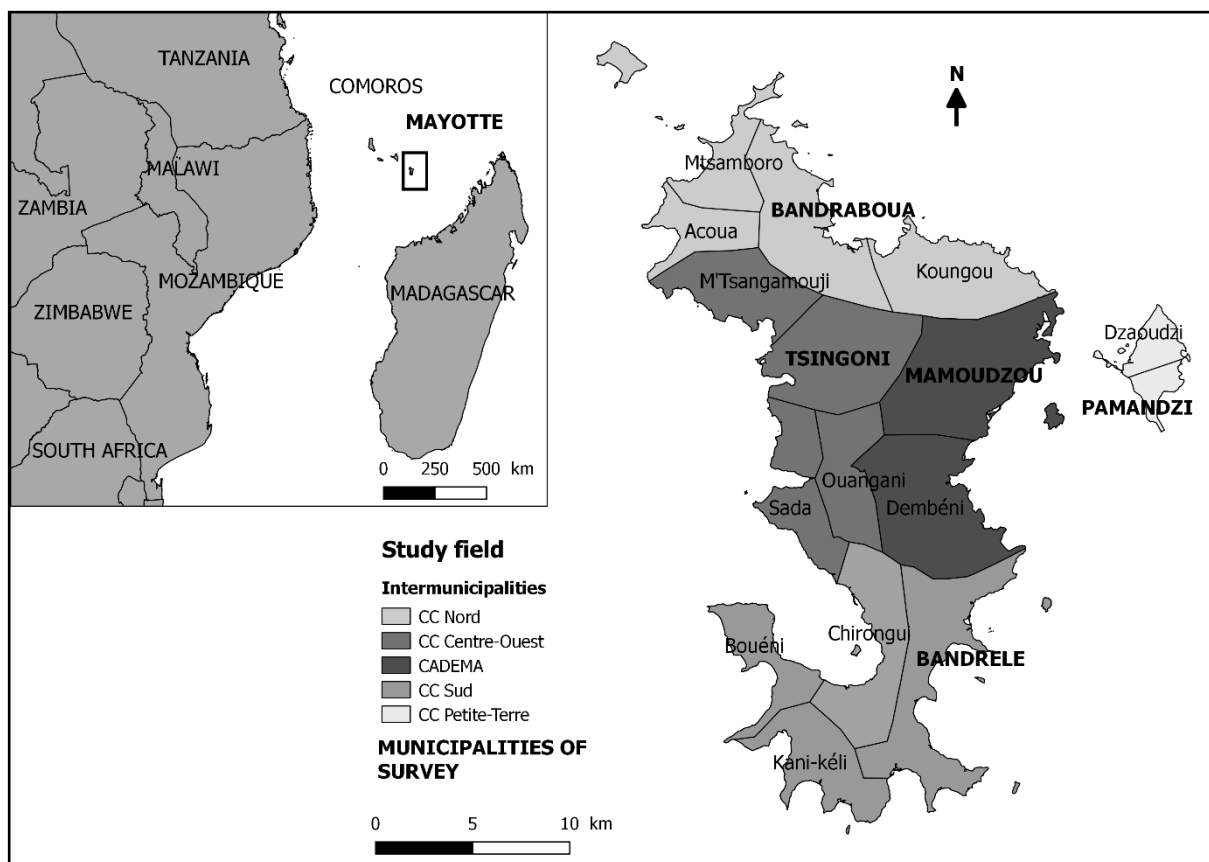 TANZANIA
COMOROS
MAYOTTE
MALAWI
ZAMBIA
MOZAMBIQUE
ZIMBABWE
MADAGASCAR
SOUTH AFRICA
0 250 500 km
Study field
Intermunicipalities
CC Nord
CC Centre-Ouest
CADEMA
CC Sud
CC Petite-Terre
MUNICIPALITIES OF
SURVEY
0 5 10 km
N
Mtsamboro
BANDRABOUA
Acoua
Koungou
M'Tsangamouji
Dzaoudzi
TSINGONI
MAMOUDZOU
PAMANDZI
Ouangani
Sada
Dembéni
Chirongui
Bouéni
BANDRELE
Kani-kéli